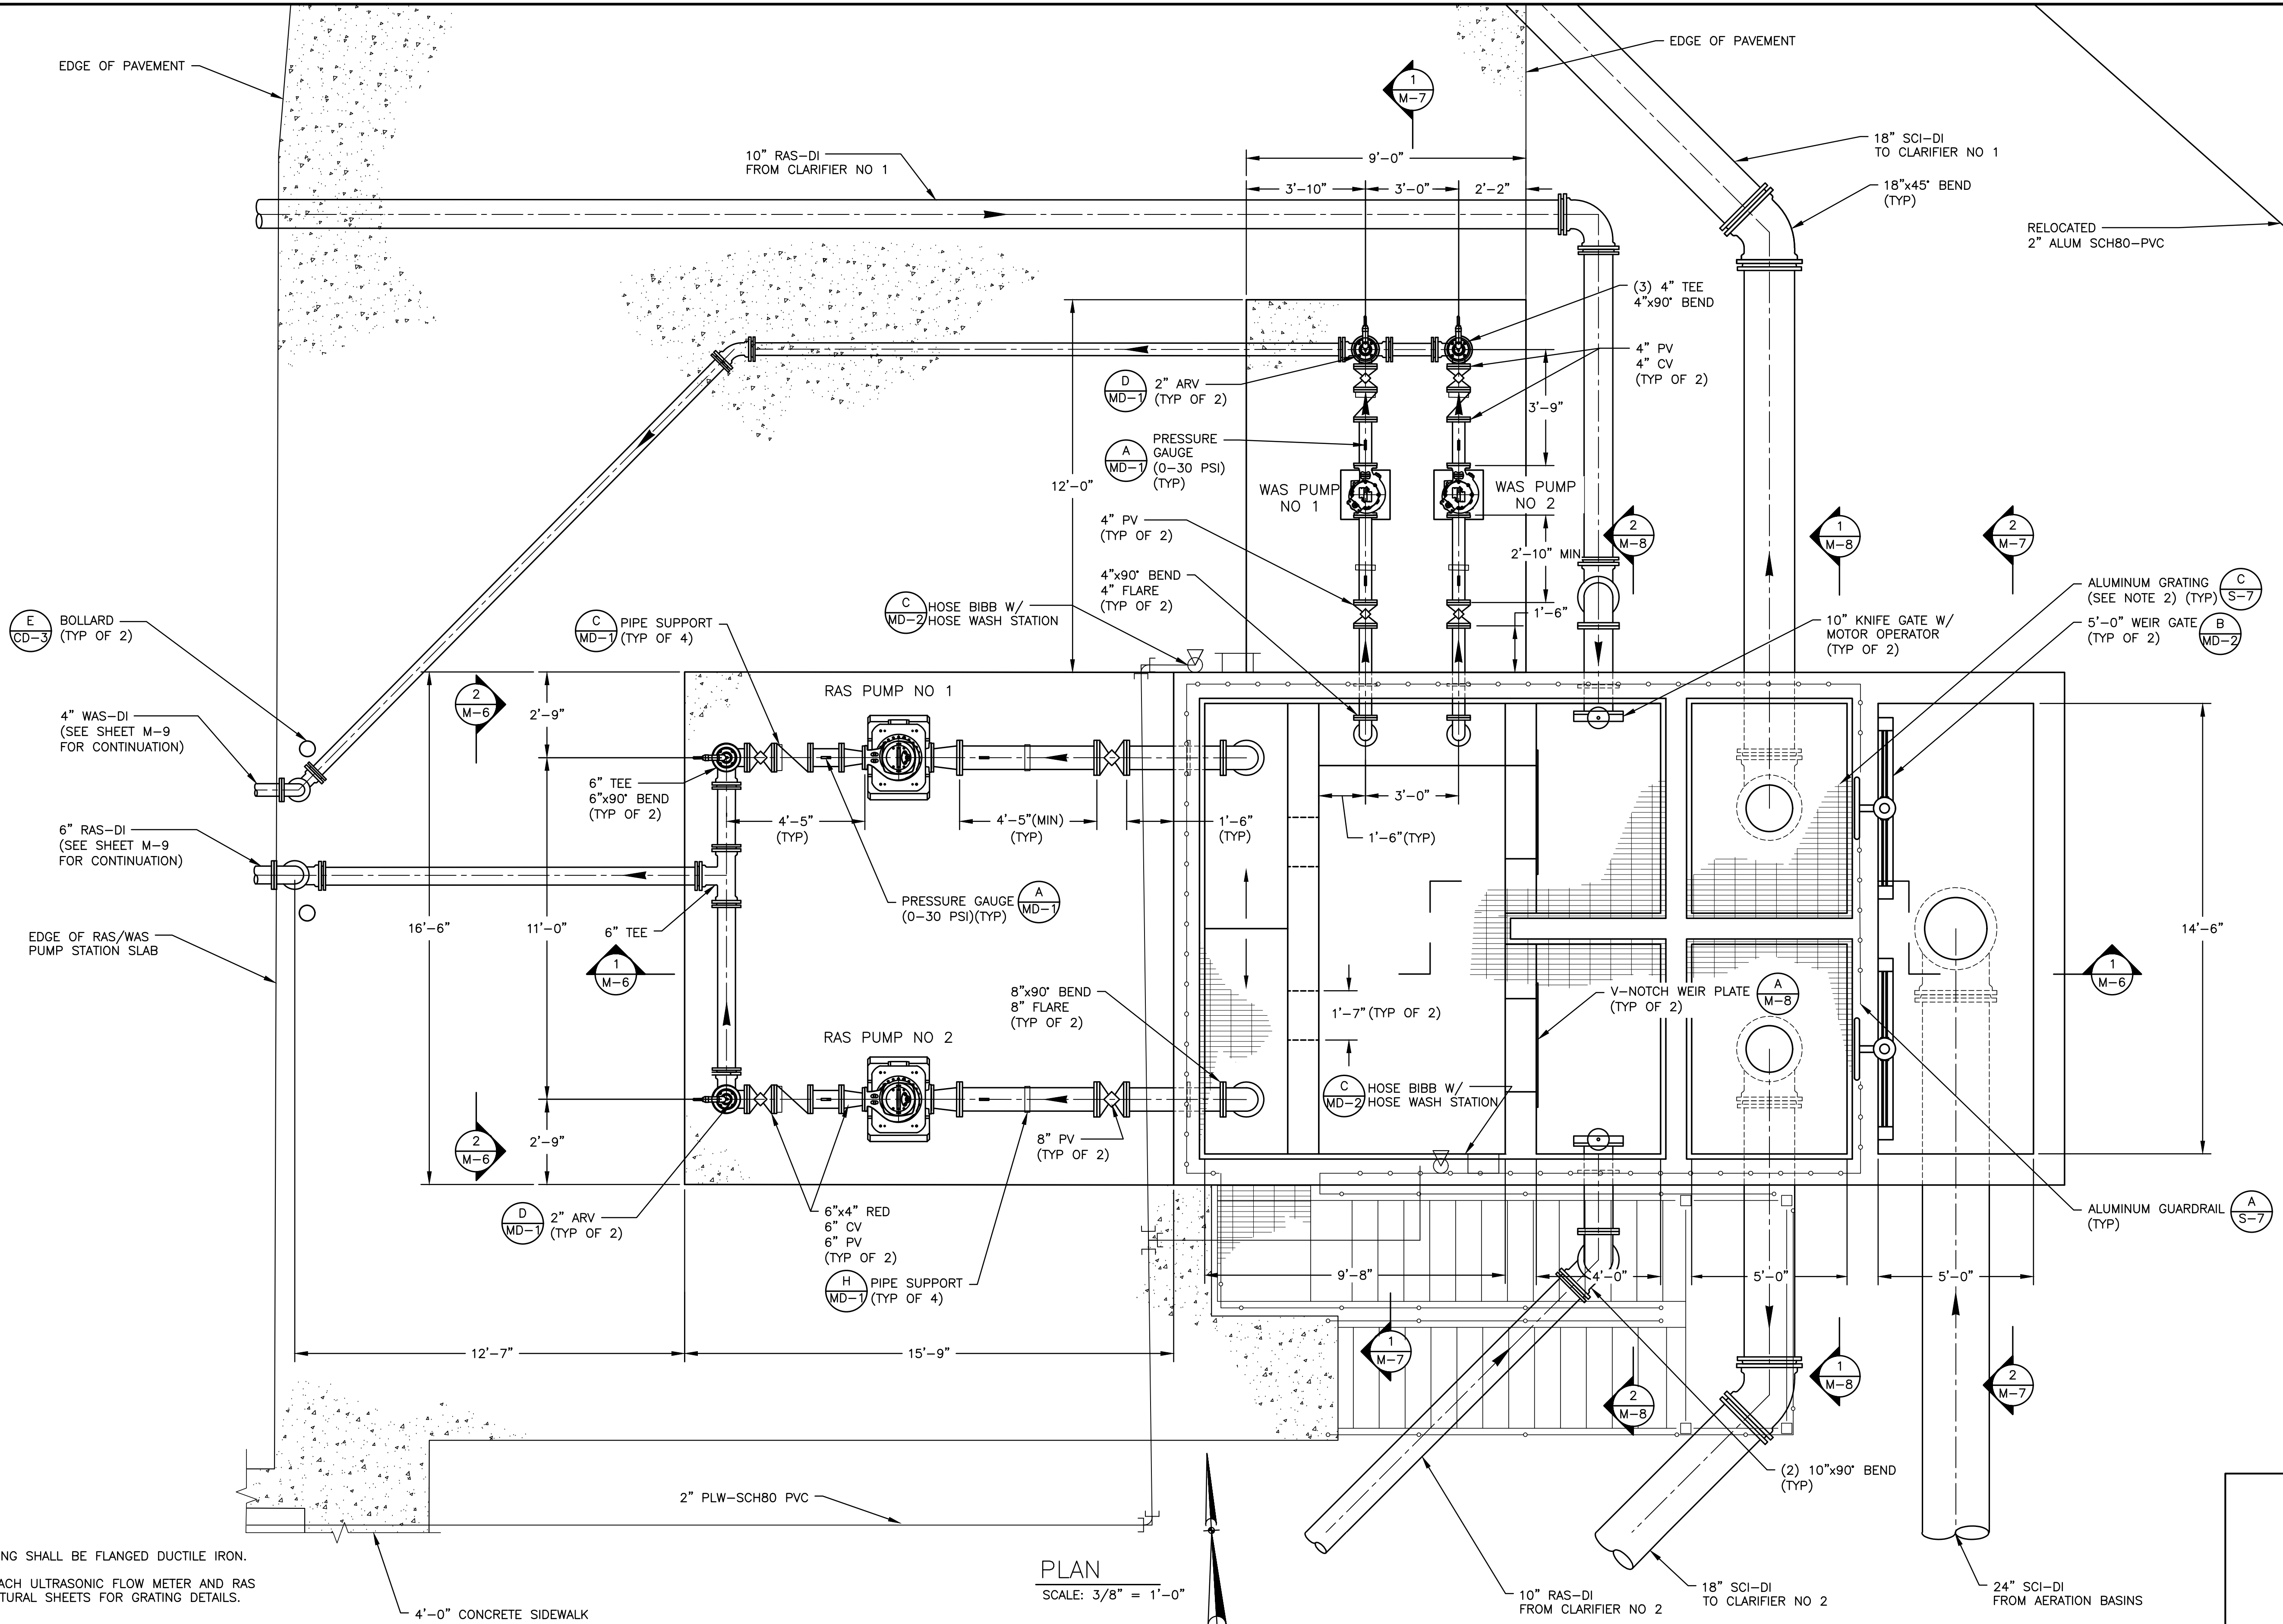 EDGE OF PAVEMENT
EDGE OF PAVEMENT
1
M-7
10" RAS-DI
FROM CLARIFIER NO 1
9'-0"
3'-10"
3'-0"
2'-2"
18" SCI-DI
TO CLARIFIER NO 1
18"x45° BEND
(TYP)
RELOCATED
2" ALUM SCH80-PVC
(3) 4" TEE
4"x90° BEND
4" PV
4" CV
(TYP OF 2)
D
MD-1
2" ARV
(TYP OF 2)
3'-9"
A
MD-1
PRESSURE
GAUGE
(0-30 PSI)
(TYP)
12'-0"
WAS PUMP
NO 1
WAS PUMP
NO 2
4" PV
(TYP OF 2)
2'-10" MIN
2
M-8
1
M-8
2
M-7
4"x90° BEND
4" FLARE
(TYP OF 2)
1'-6"
ALUMINUM GRATING
(SEE NOTE 2) (TYP)
C
S-7
E
CD-3
BOLLARD
(TYP OF 2)
C
MD-1
PIPE SUPPORT
(TYP OF 4)
C
MD-2
HOSE BIBB W/
HOSE WASH STATION
10" KNIFE GATE W/
MOTOR OPERATOR
(TYP OF 2)
5'-0" WEIR GATE
(TYP OF 2)
B
MD-2
2
M-6
2'-9"
RAS PUMP NO 1
4" WAS-DI
(SEE SHEET M-9
FOR CONTINUATION)
6" TEE
6"x90° BEND
(TYP OF 2)
4'-5"
(TYP)
4'-5"(MIN)
(TYP)
1'-6"
(TYP)
3'-0"
1'-6"(TYP)
6" RAS-DI
(SEE SHEET M-9
FOR CONTINUATION)
PRESSURE GAUGE
(0-30 PSI)(TYP)
A
MD-1
16'-6"
11'-0"
6" TEE
14'-6"
EDGE OF RAS/WAS
PUMP STATION SLAB
1
M-6
1
M-6
8"x90° BEND
8" FLARE
(TYP OF 2)
1'-7"(TYP OF 2)
V-NOTCH WEIR PLATE
(TYP OF 2)
A
M-8
RAS PUMP NO 2
C
MD-2
HOSE BIBB W/
HOSE WASH STATION
2
M-6
2'-9"
8" PV
(TYP OF 2)
D
MD-1
2" ARV
(TYP OF 2)
6"x4" RED
6" CV
6" PV
(TYP OF 2)
ALUMINUM GUARDRAIL
(TYP)
A
S-7
H
MD-1
PIPE SUPPORT
(TYP OF 4)
9'-8"
4'-0"
5'-0"
5'-0"
12'-7"
15'-9"
1
M-7
2
M-8
1
M-8
2
M-7
(2) 10"x90° BEND
(TYP)
2" PLW-SCH80 PVC
NG SHALL BE FLANGED DUCTILE IRON.
ACH ULTRASONIC FLOW METER AND RAS
TURAL SHEETS FOR GRATING DETAILS.
4'-0" CONCRETE SIDEWALK
PLAN
SCALE: 3/8" = 1'-0"
10" RAS-DI
FROM CLARIFIER NO 2
18" SCI-DI
TO CLARIFIER NO 2
24" SCI-DI
FROM AERATION BASINS